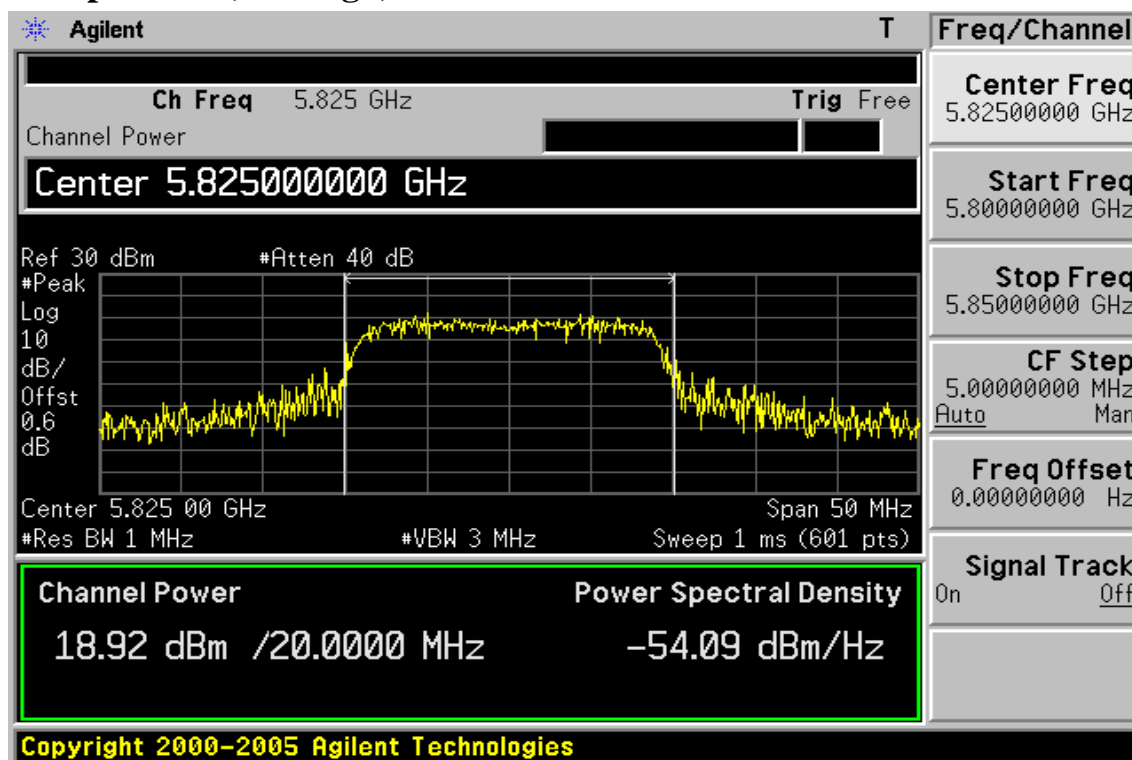 Agilent T Freq/Channel
Ch Freq 5.825 GHz Trig Free
Channel Power
Center 5.825000000 GHz
Ref 30 dBm #Atten 40 dB
#Peak
Log
10
dB/
Offst
0.6
dB
Center 5.825 00 GHz Span 50 MHz
#Res BW 1 MHz #VBW 3 MHz Sweep 1 ms (601 pts)
Channel Power Power Spectral Density
18.92 dBm /20.0000 MHz -54.09 dBm/Hz
Copyright 2000-2005 Agilent Technologies
Center Freq
5.82500000 GHz
Start Freq
5.80000000 GHz
Stop Freq
5.85000000 GHz
CF Step
5.00000000 MHz
Auto Man
Freq Offset
0.00000000 Hz
Signal Track
On Off